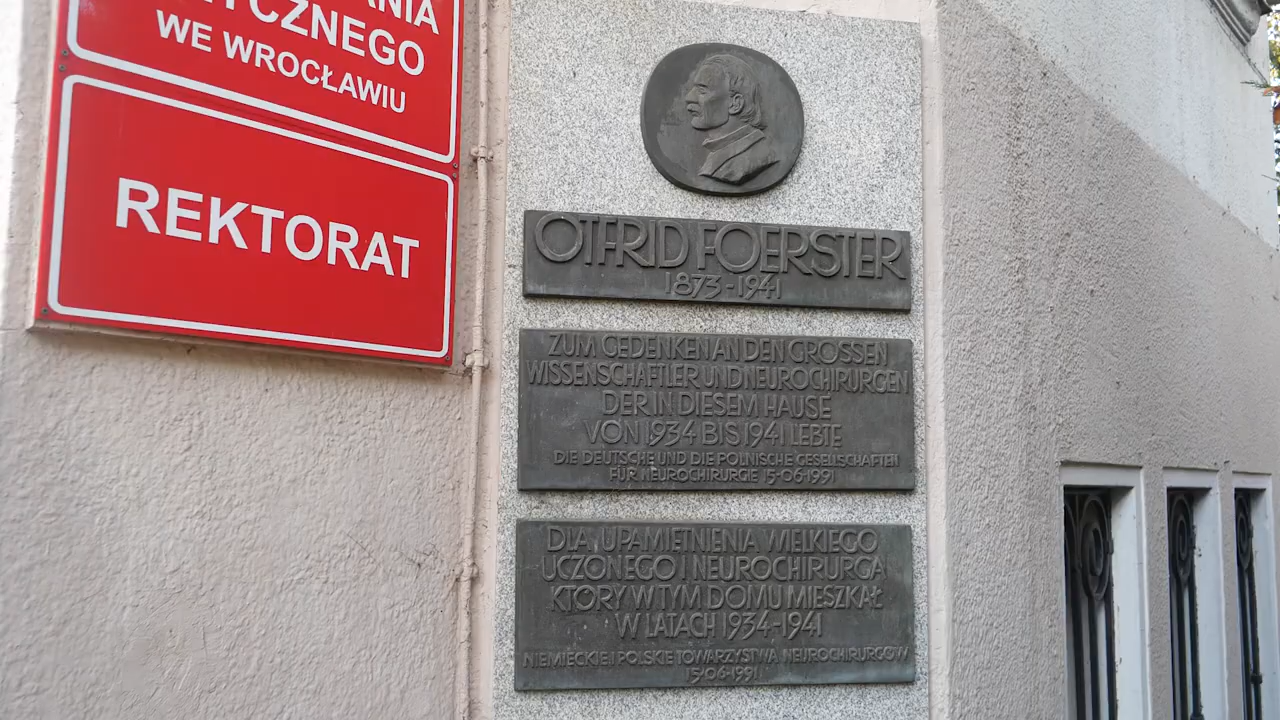 ANIA
YCZNEGO
WE WROCŁAWIU
REKTORAT
OTFRID FOERSTER
1873-1941
ZUM GEDENKEN AN DEN GROSSEN
WISSENSCHAFTLER UND NEUROCHIRURGEN
DER IN DIESEM HAUSE
VON 1934 BIS 1941 LEBTE
DIE DEUTSCHE UND DIE POLNISCHE GESELLSCHAFTEN
FÜR NEUROCHIRURGIE 15·06·1991
DLA UPAMIĘTNIENIA WIELKIEGO
UCZONEGO I NEUROCHIRURGA
KTÓRY W TYM DOMU MIESZKAŁ
W LATACH 1934-1941
NIEMIECKIE I POLSKIE TOWARZYSTWA NEUROCHIRURGÓW
15·06·1991